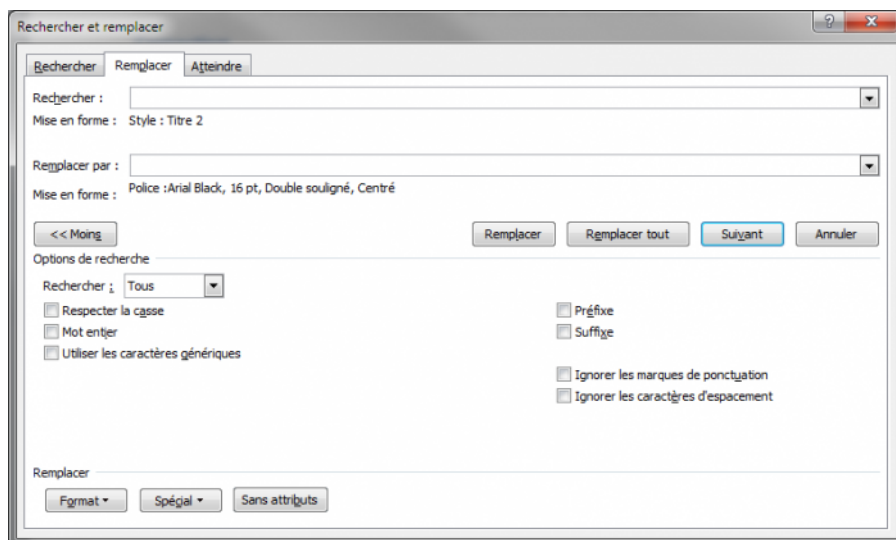 Rechercher et remplacer
Rechercher Remplacer Atteindre
Rechercher :
Mise en forme : Style : Titre 2
Remplacer par :
Mise en forme : Police :Arial Black, 16 pt, Double souligné, Centré
<< Moins Remplacer Remplacer tout Suivant Annuler
Options de recherche
Rechercher : Tous
Respecter la casse Préfixe
Mot entier Suffixe
Utiliser les caractères génériques
Ignorer les marques de ponctuation
Ignorer les caractères d'espacement
Remplacer
Format Spécial Sans attributs